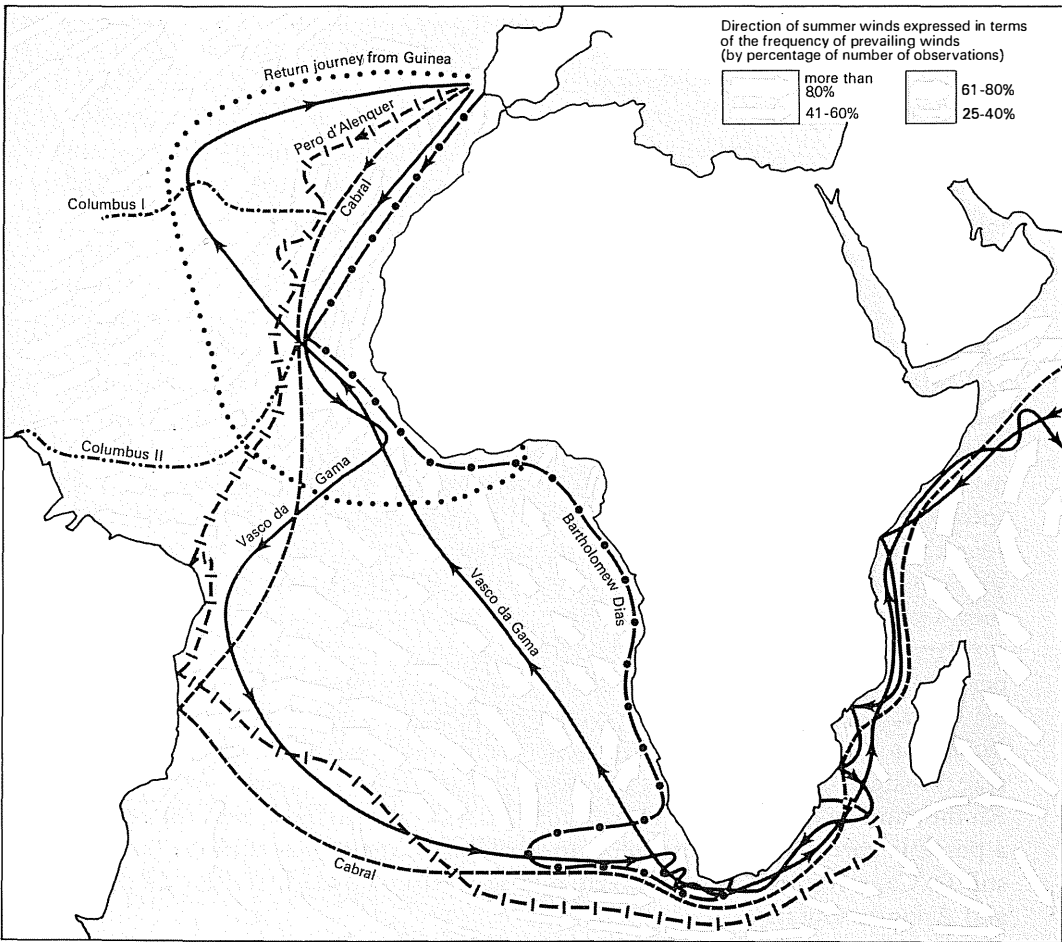 Direction of summer winds expressed in terms
of the frequency of prevailing winds
(by percentage of number of observations)
more than
80%
61-80%
41-60%
25-40%
Return journey from Guinea
Pero d'Alenquer
Cabral
Columbus I
Columbus II
Vasco da Gama
Bartholomew Dias
Vasco da Gama
Cabral